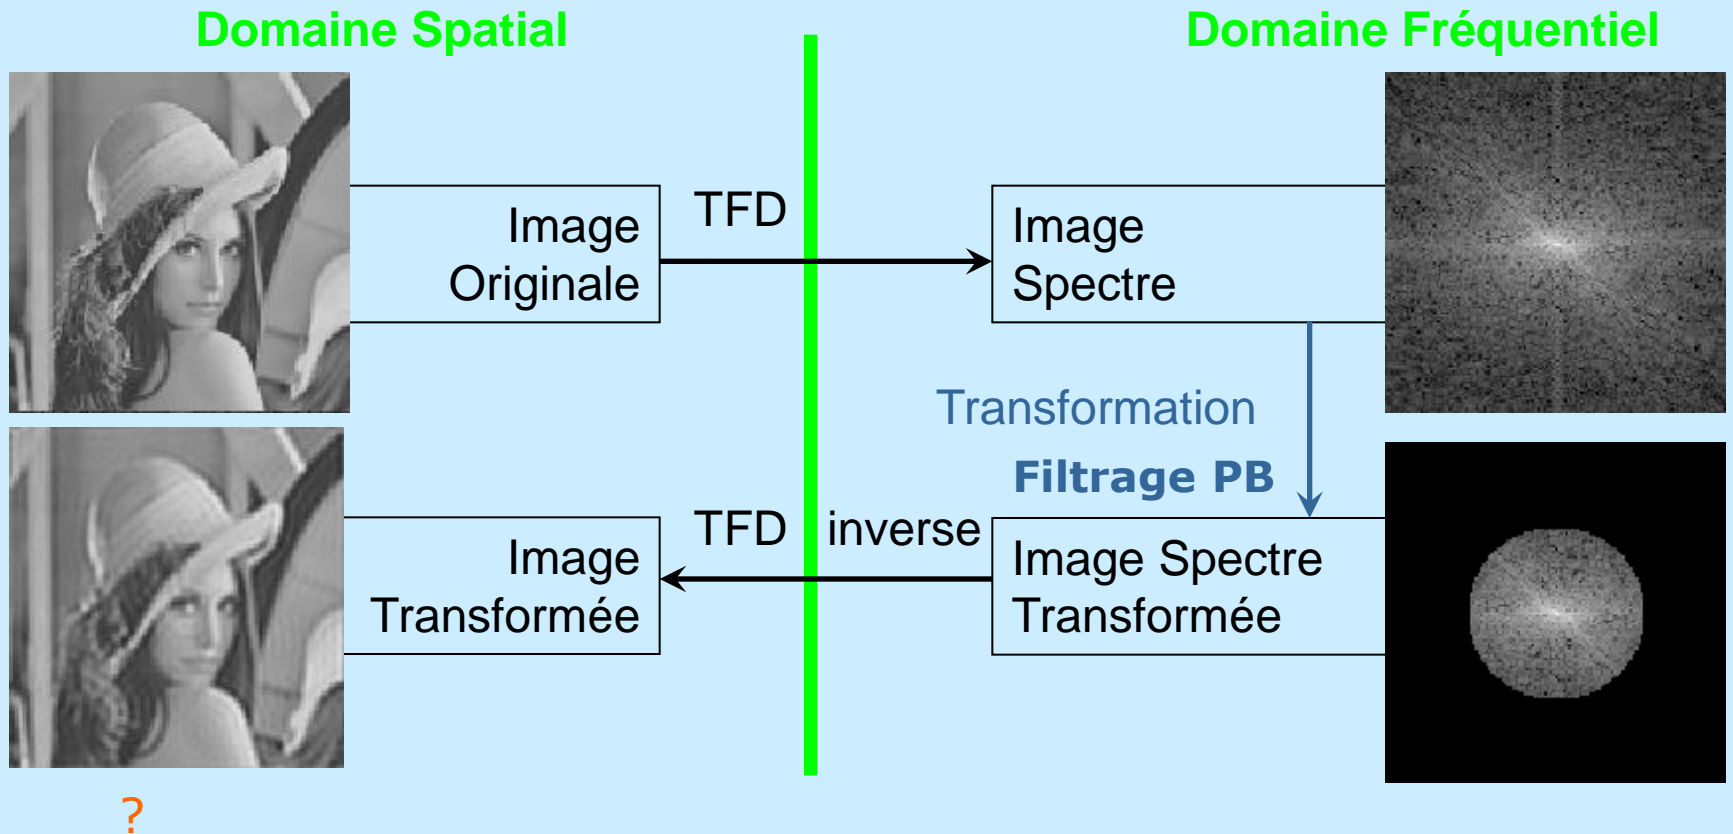 Domaine Spatial
Domaine Fréquentiel
Image
Originale
TFD
Image
Spectre
Transformation
Filtrage PB
Image
Transformée
TFD inverse
Image Spectre
Transformée
?